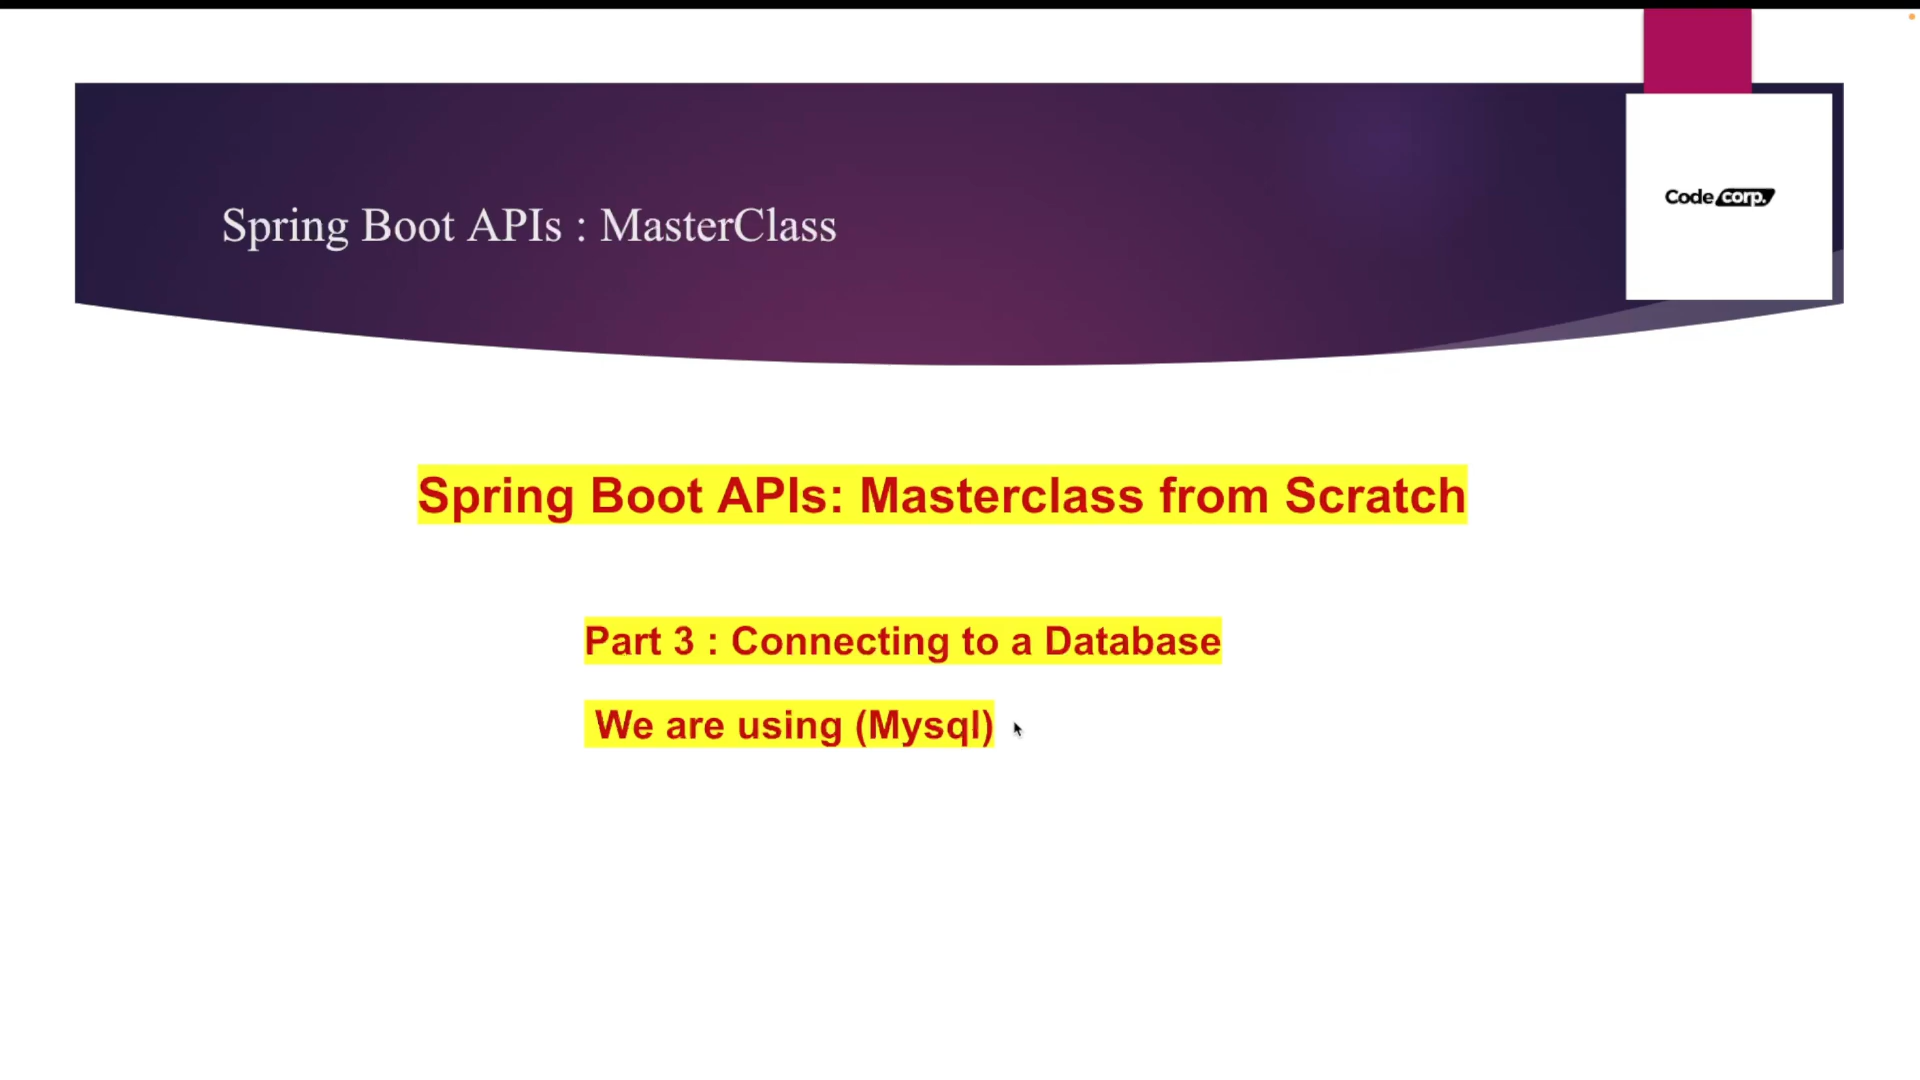 Code corp.
Spring Boot APIs : MasterClass
Spring Boot APIs: Masterclass from Scratch
Part 3 : Connecting to a Database
We are using (Mysql)